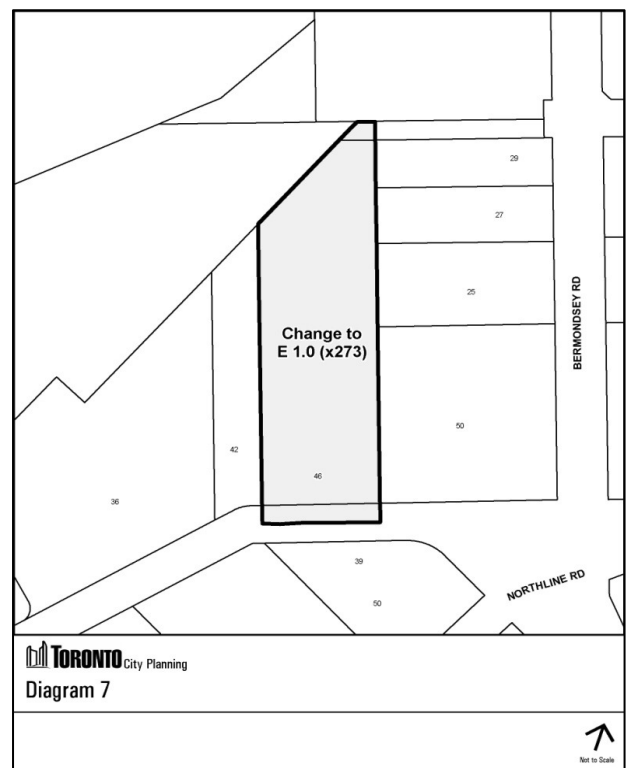 29
27
25
BERMONDSEY RD
Change to
E 1.0 (x273)
50
42
46
36
39
50
NORTHLINE RD
TORONTO City Planning
Diagram 7
Not to Scale